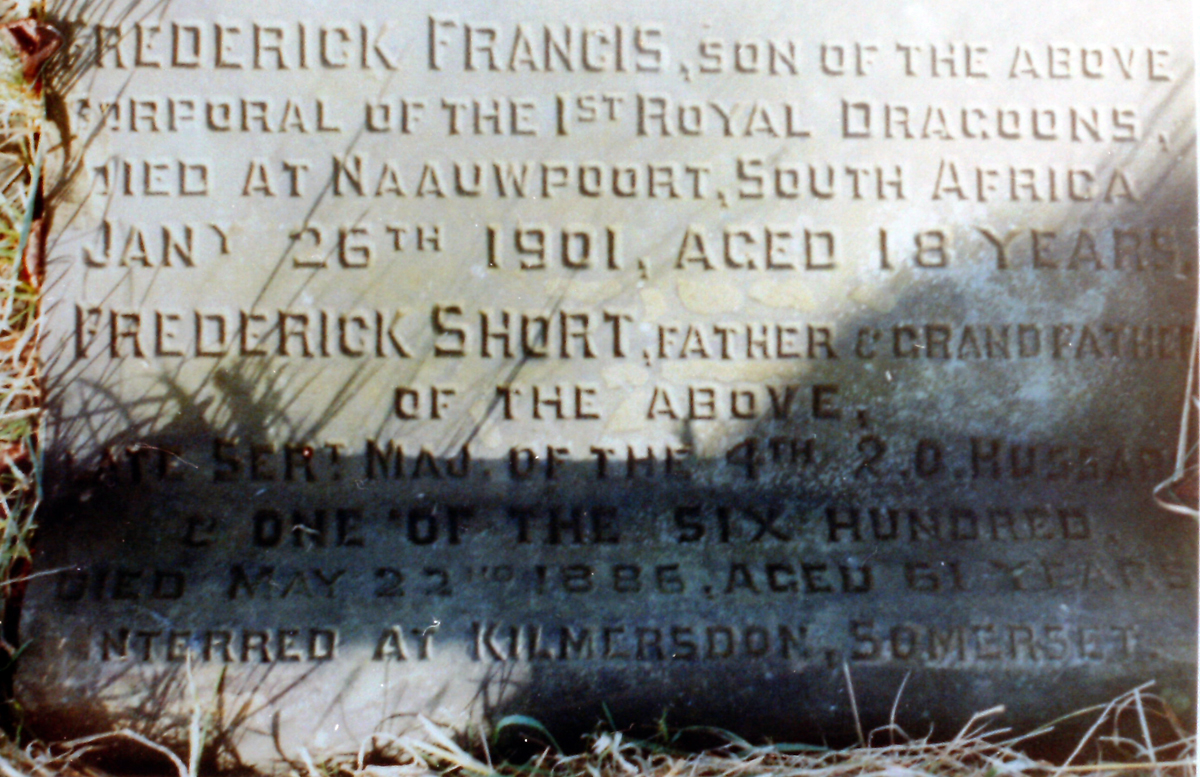 FREDERICK FRANCIS, SON OF THE ABOVE
CORPORAL OF THE 1ST ROYAL DRAGOONS,
DIED AT NAAUWPOORT, SOUTH AFRICA
JANY 26TH 1901, AGED 18 YEARS.
FREDERICK SHORT, FATHER & GRANDFATHER
OF THE ABOVE,
LATE SERT. MAJ. OF THE 4TH Q.O. HUSSARS
& ONE OF THE SIX HUNDRED,
DIED MAY 22ND 1886, AGED 61 YEARS
INTERRED AT KILMERSDON, SOMERSET